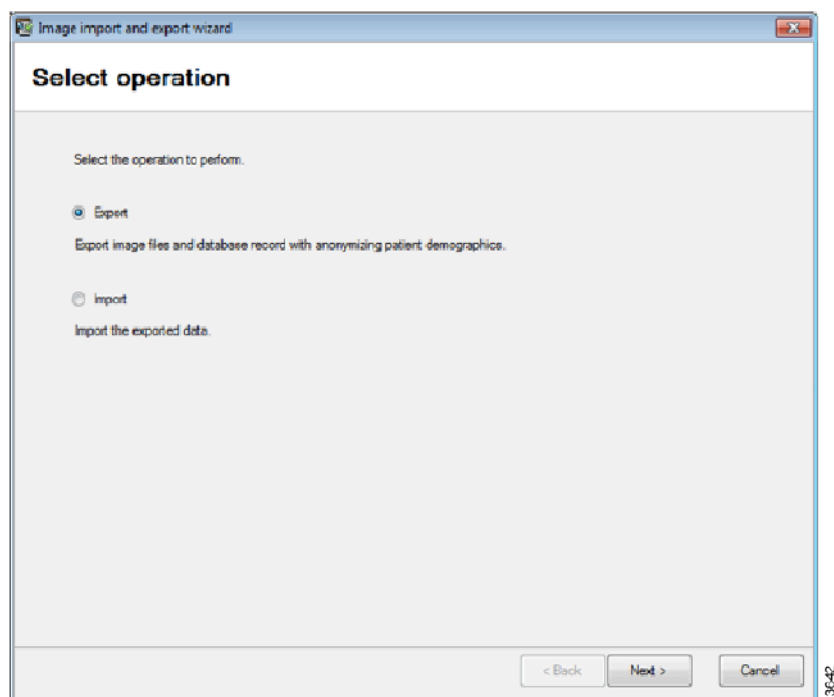 Image import and export wizard
Select operation
Select the operation to perform.
Export
Export image files and database record with anonymizing patient demographics.
Import
Import the exported data.
< Back
Next >
Cancel
3642